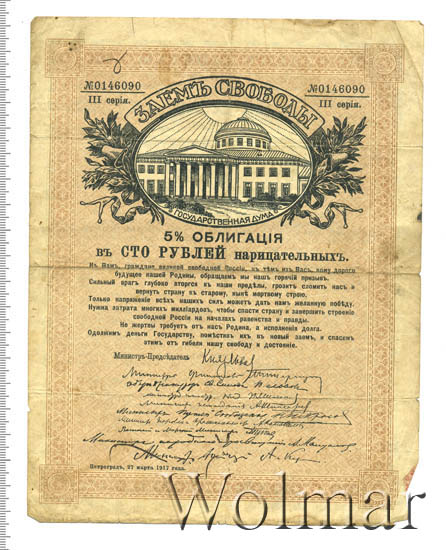 №0146090
№0146090
III серія.
III серія.
ЗАЕМЪ СВОБОДЫ
ГОСУДАРСТВЕННАЯ ДУМА
5% ОБЛИГАЦІЯ
въ СТО РУБЛЕЙ нарицательныхъ.
Къ Вамъ, граждане великой свободной Россіи, къ тѣмъ изъ Васъ, кому дорого
будущее нашей Родины, обращаемъ мы нашъ горячій призывъ.
Сильный врагъ глубоко вторгся въ наши предѣлы, грозитъ сломить насъ и
вернуть страну къ старому, нынѣ мертвому строю.
Только напряженіе всѣхъ нашихъ силъ можетъ дать намъ желанную побѣду.
Нужна затрата многихъ милліардовъ, чтобы спасти страну и завершить строеніе
свободной Россіи на началахъ равенства и правды.
Не жертвы требуетъ отъ насъ Родина, а исполненія долга.
Одолжимъ деньги Государству, помѣстивъ ихъ въ новый заемъ, и спасемъ
этимъ отъ гибели нашу свободу и достояніе.
Министръ-Предсѣдатель Кн. Львовъ
Министръ Финансовъ
Петроградъ, 27 марта 1917 года.
Wolmar